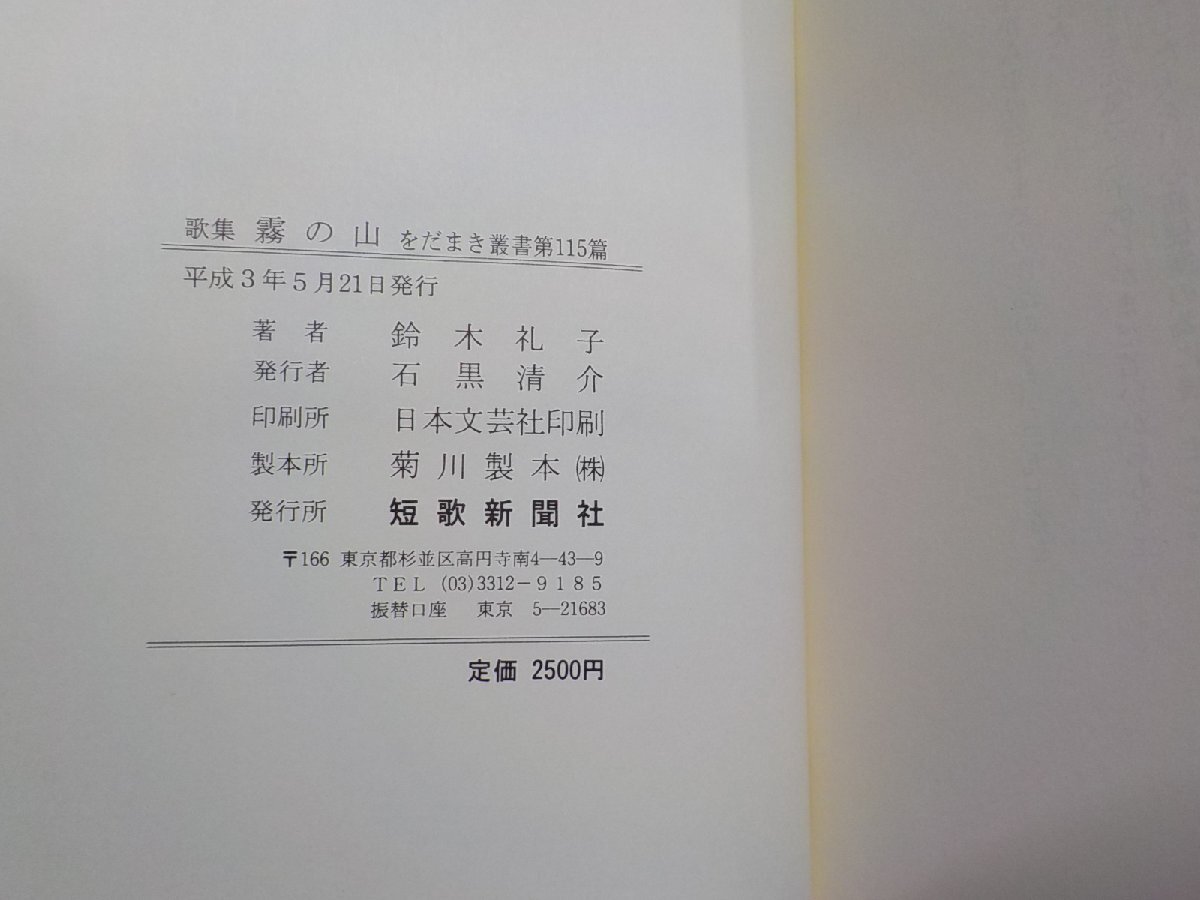 歌集 霧の山 をだまき叢書第115篇
平成3年5月21日発行
著者 鈴木礼子
発行者 石黒清介
印刷所 日本文芸社印刷
製本所 菊川製本㈱
発行所 短歌新聞社
〒166 東京都杉並区高円寺南4―43―9
TEL (03)3312−9185
振替口座 東京 5―21683
定価 2500円